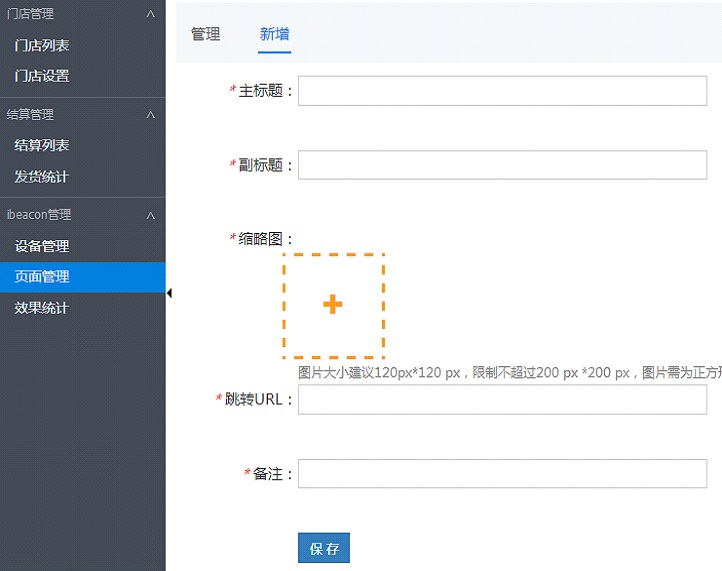 门店管理
门店列表
门店设置
结算管理
结算列表
发货统计
ibeacon管理
设备管理
页面管理
效果统计
管理 新增
*主标题：
*副标题：
*缩略图：
图片大小建议120px*120 px，限制不超过200 px *200 px，图片需为正方形
*跳转URL：
*备注：
保存